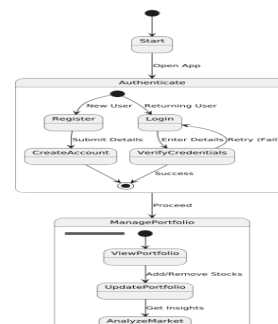 Start
Open App
Authenticate
New User
Returning User
Register
Login
Submit Details
Enter Details
Retry (Fail
CreateAccount
VerifyCredentials
Success
Proceed
ManagePortfolio
ViewPortfolio
Add/Remove Stocks
UpdatePortfolio
Get Insights
AnalyzeMarket